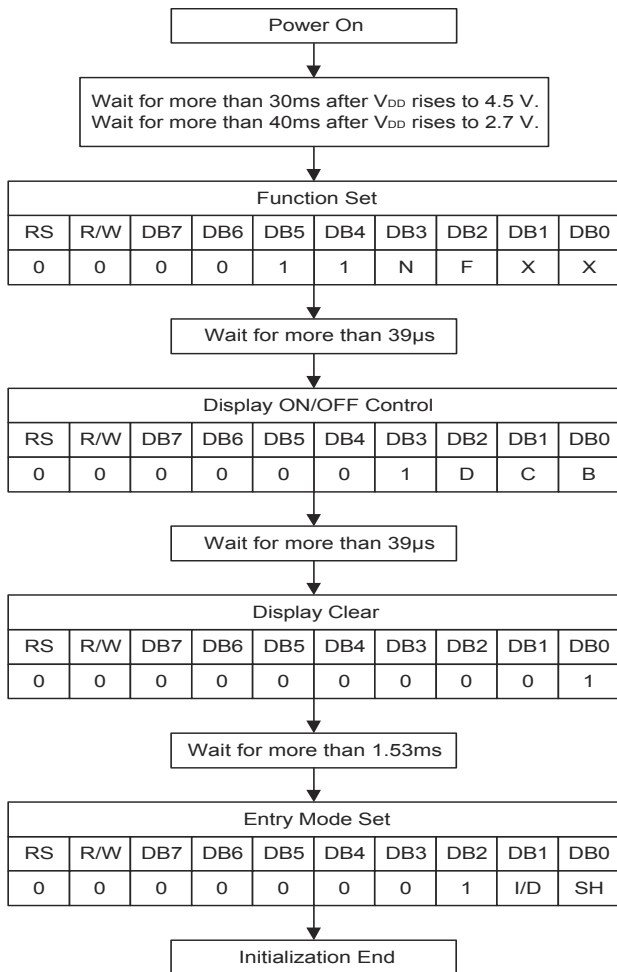 Power On
Wait for more than 30ms after VDD rises to 4.5 V.
Wait for more than 40ms after VDD rises to 2.7 V.
Function Set
RS R/W DB7 DB6 DB5 DB4 DB3 DB2 DB1 DB0
0 0 0 0 1 1 N F X X
Wait for more than 39µs
Display ON/OFF Control
RS R/W DB7 DB6 DB5 DB4 DB3 DB2 DB1 DB0
0 0 0 0 0 0 1 D C B
Wait for more than 39µs
Display Clear
RS R/W DB7 DB6 DB5 DB4 DB3 DB2 DB1 DB0
0 0 0 0 0 0 0 0 0 1
Wait for more than 1.53ms
Entry Mode Set
RS R/W DB7 DB6 DB5 DB4 DB3 DB2 DB1 DB0
0 0 0 0 0 0 0 1 I/D SH
Initialization End